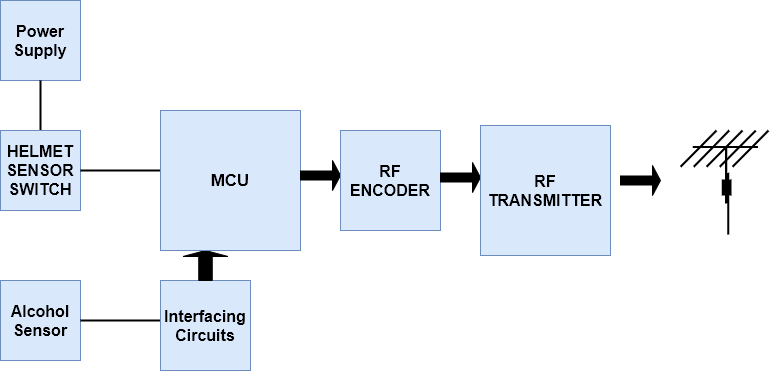 Power
Supply
HELMET
SENSOR
SWITCH
MCU
RF
ENCODER
RF
TRANSMITTER
Alcohol
Sensor
Interfacing
Circuits